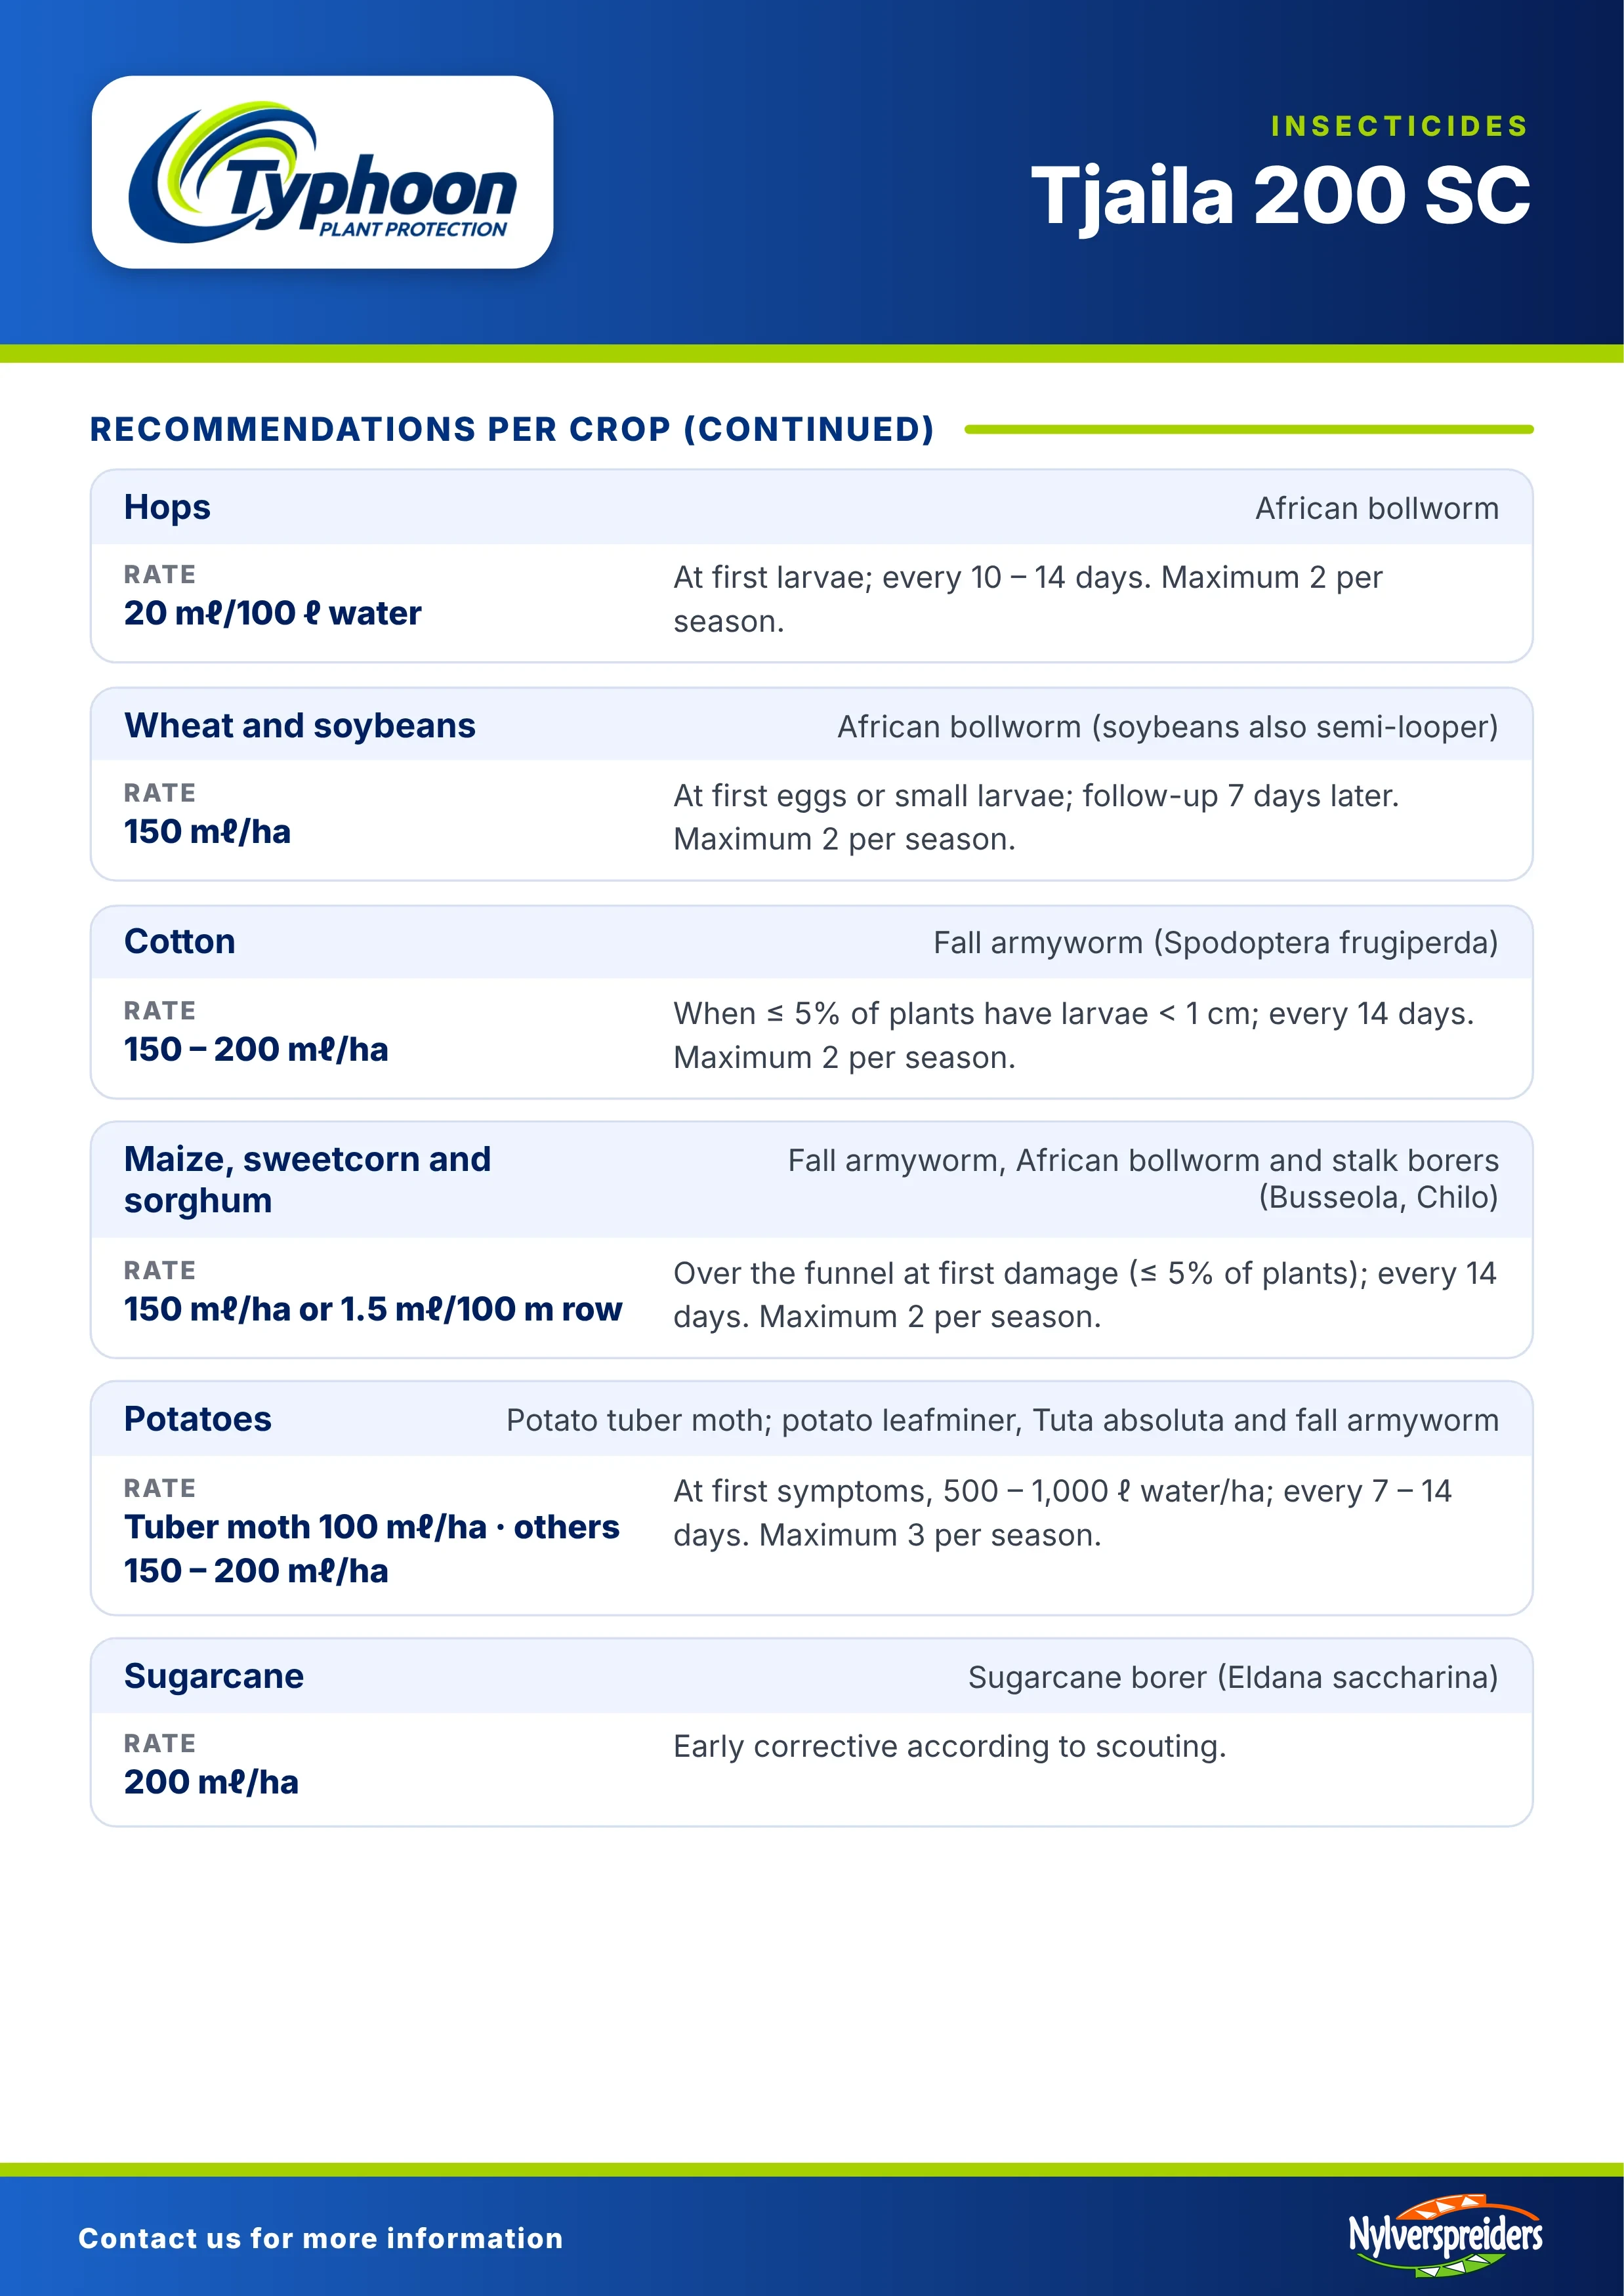 Typhoon
PLANT PROTECTION
INSECTICIDES
Tjaila 200 SC
RECOMMENDATIONS PER CROP (CONTINUED)
Hops
African bollworm
RATE
20 mℓ/100 ℓ water
At first larvae; every 10 – 14 days. Maximum 2 per
season.
Wheat and soybeans
African bollworm (soybeans also semi-looper)
RATE
150 mℓ/ha
At first eggs or small larvae; follow-up 7 days later.
Maximum 2 per season.
Cotton
Fall armyworm (Spodoptera frugiperda)
RATE
150 – 200 mℓ/ha
When ≤ 5% of plants have larvae < 1 cm; every 14 days.
Maximum 2 per season.
Maize, sweetcorn and
sorghum
Fall armyworm, African bollworm and stalk borers
(Busseola, Chilo)
RATE
150 mℓ/ha or 1.5 mℓ/100 m row
Over the funnel at first damage (≤ 5% of plants); every 14
days. Maximum 2 per season.
Potatoes
Potato tuber moth; potato leafminer, Tuta absoluta and fall armyworm
RATE
Tuber moth 100 mℓ/ha · others
150 – 200 mℓ/ha
At first symptoms, 500 – 1,000 ℓ water/ha; every 7 – 14
days. Maximum 3 per season.
Sugarcane
Sugarcane borer (Eldana saccharina)
RATE
200 mℓ/ha
Early corrective according to scouting.
Contact us for more information
Nylverspreiders